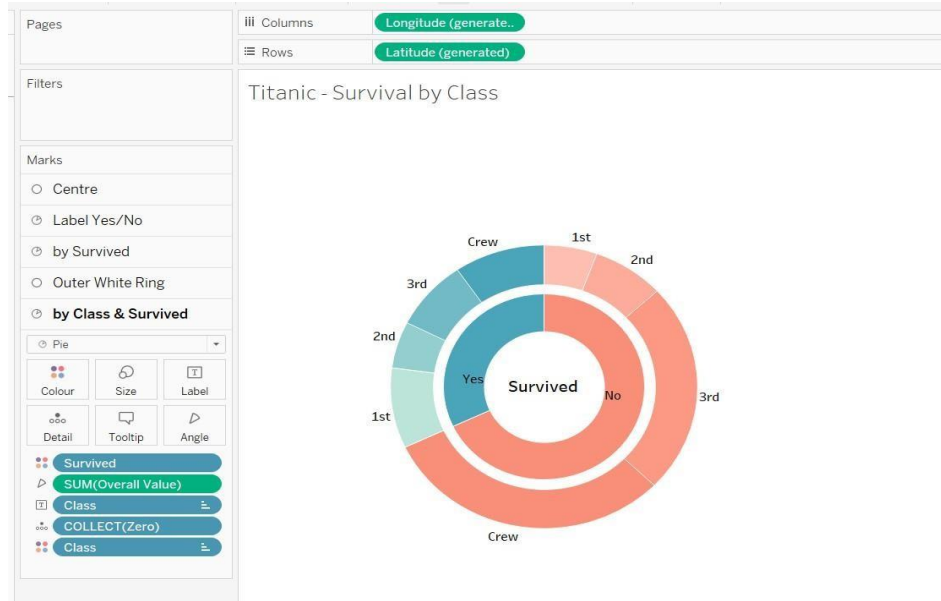 Pages
Columns
Longitude (generate..
Rows
Latitude (generated)
Filters
Titanic - Survival by Class
Marks
Centre
Label Yes/No
by Survived
Outer White Ring
by Class & Survived
Pie
Colour
Size
Label
Detail
Tooltip
Angle
Survived
SUM(Overall Value)
Class
COLLECT(Zero)
Class
Crew
1st
2nd
3rd
2nd
1st
Yes
Survived
No
3rd
Crew